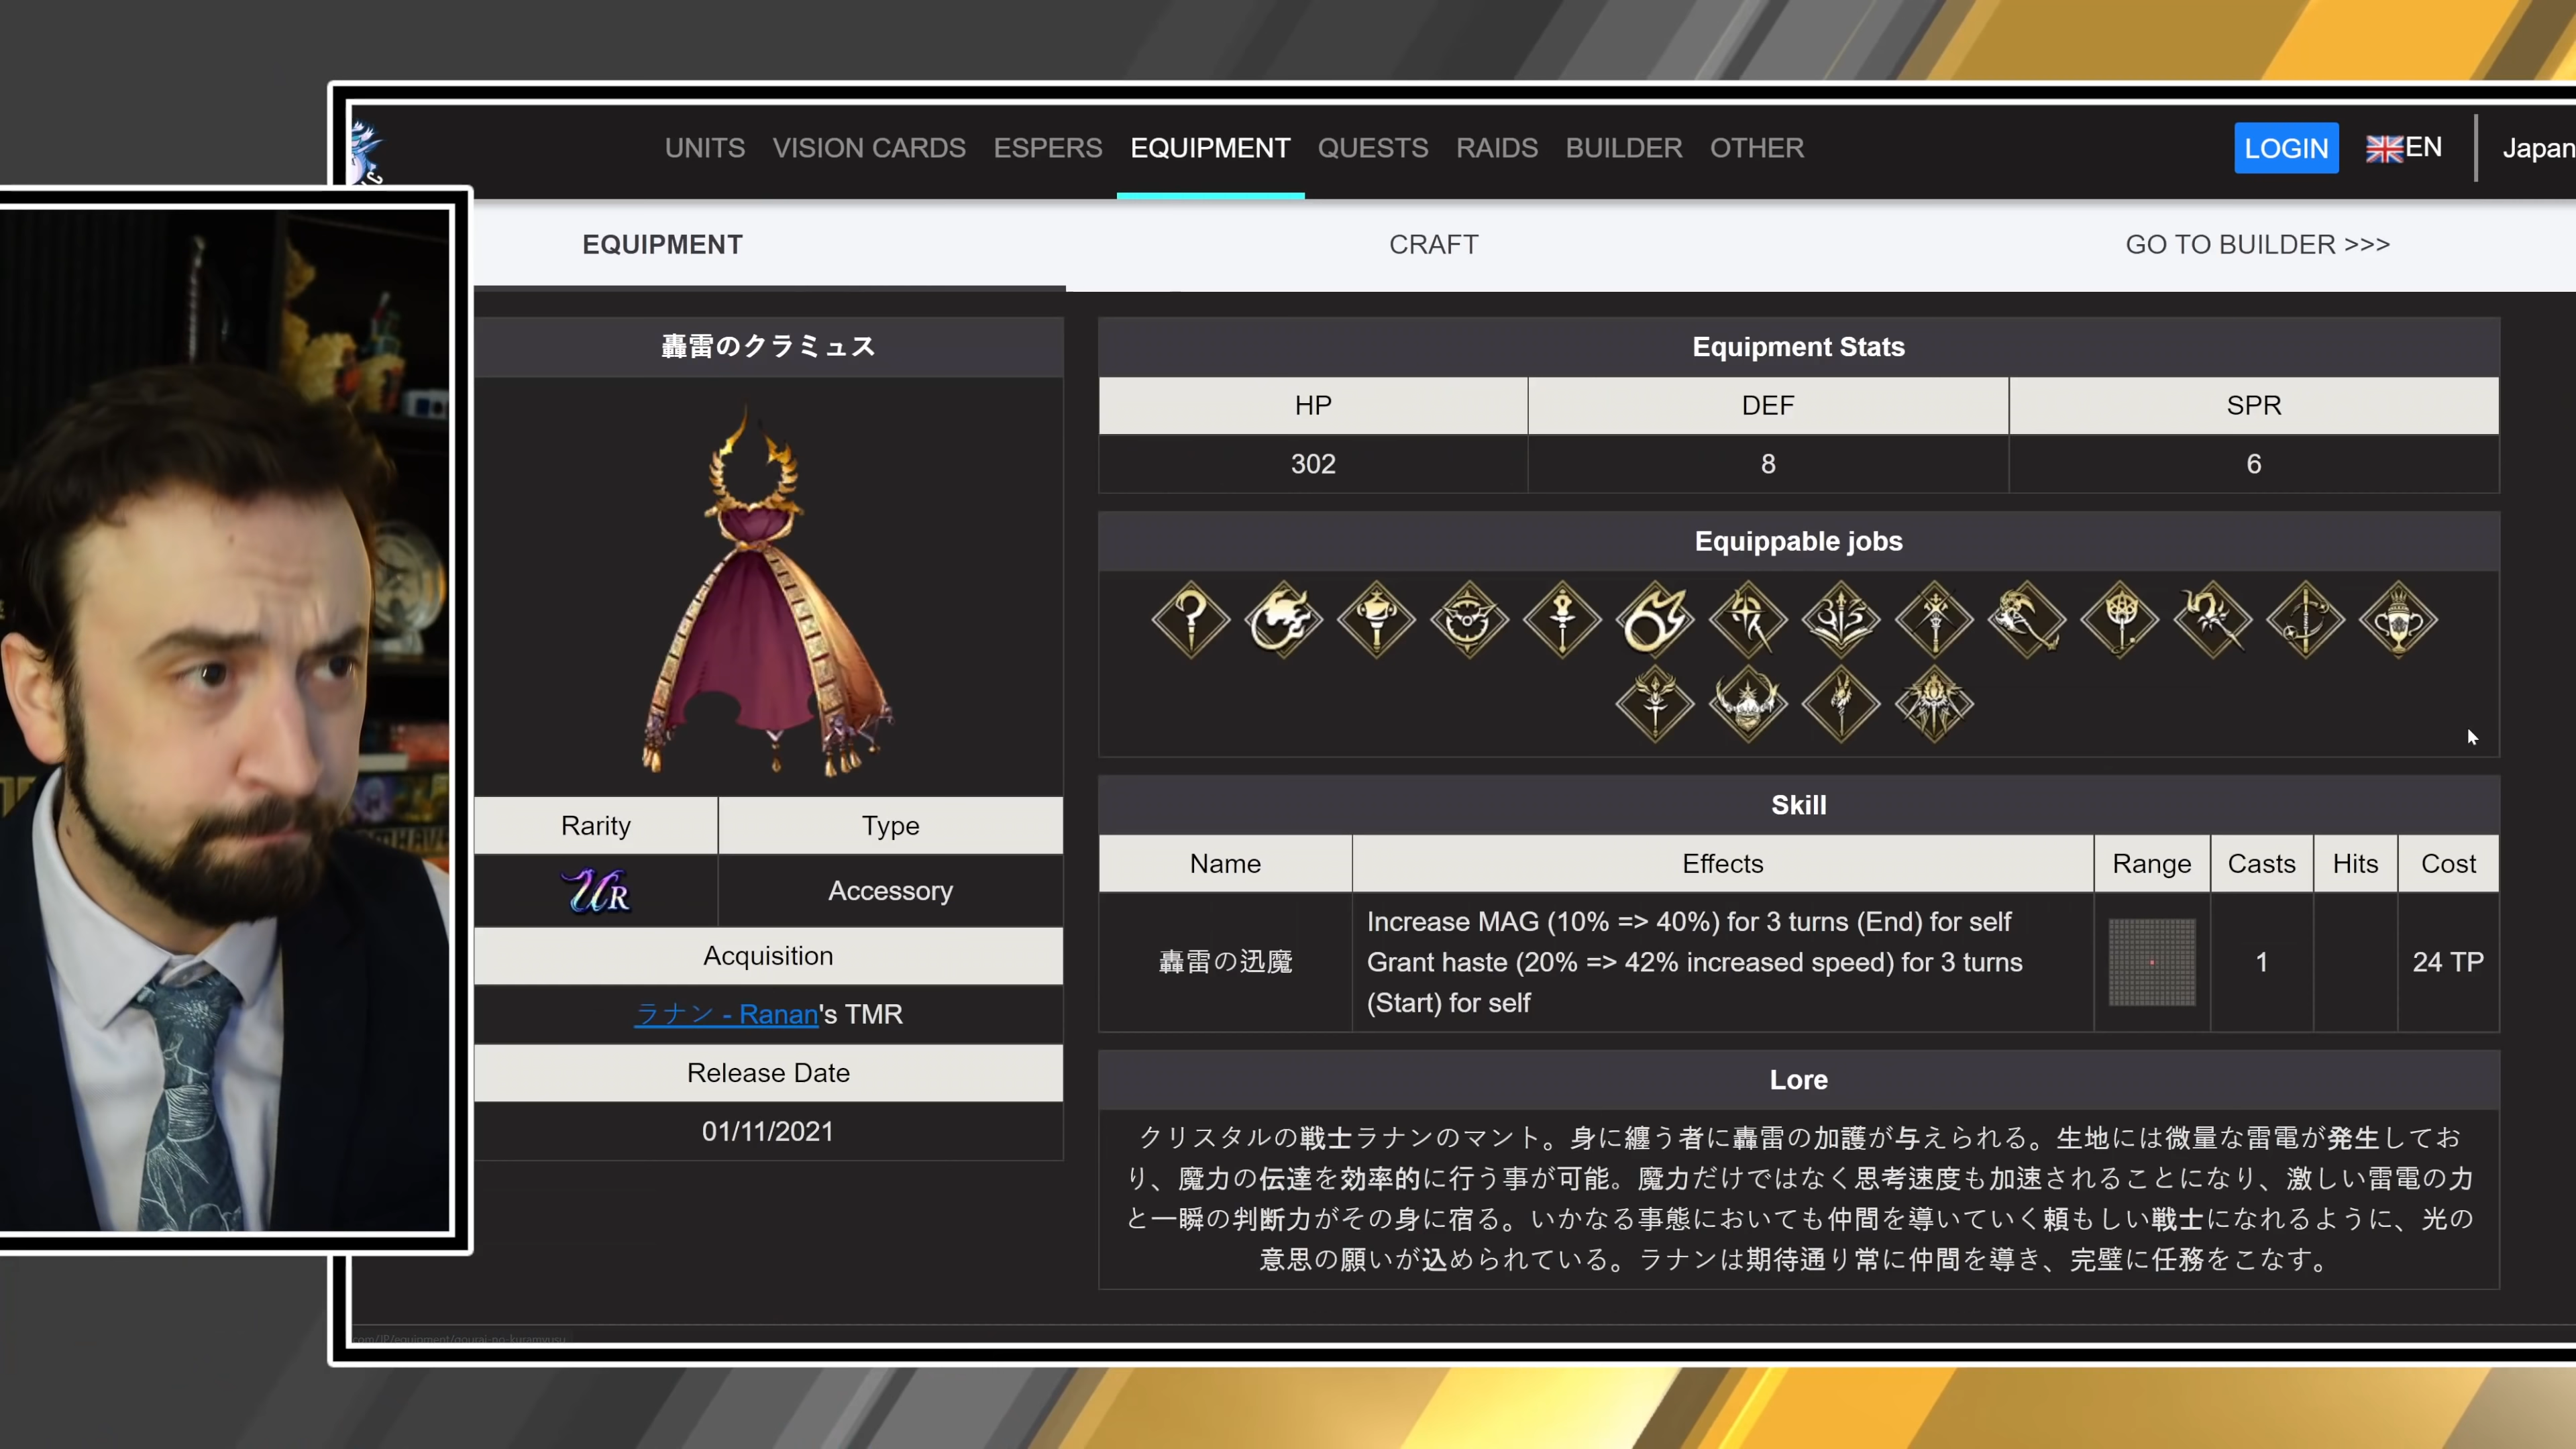 UNITS VISION CARDS ESPERS EQUIPMENT QUESTS RAIDS BUILDER OTHER LOGIN EN Japan
EQUIPMENT CRAFT GO TO BUILDER >>>
轟雷のクラミュス
Rarity Type
UR Accessory
Acquisition
ラナン - Ranan's TMR
Release Date
01/11/2021
Equipment Stats
HP DEF SPR
302 8 6
Equippable jobs
Skill
Name Effects Range Casts Hits Cost
轟雷の迅魔
Increase MAG (10% => 40%) for 3 turns (End) for self
Grant haste (20% => 42% increased speed) for 3 turns
(Start) for self
1 24 TP
Lore
クリスタルの戦士ラナンのマント。身に纏う者に轟雷の加護が与えられる。生地には微量な雷電が発生してお
り、魔力の伝達を効率的に行う事が可能。魔力だけではなく思考速度も加速されることになり、激しい雷電の力
と一瞬の判断力がその身に宿る。いかなる事態においても仲間を導いていく頼もしい戦士になれるように、光の
意思の願いが込められている。ラナンは期待通り常に仲間を導き、完璧に任務をこなす。
com/JP/equipment/gourai-no-kuramyusu